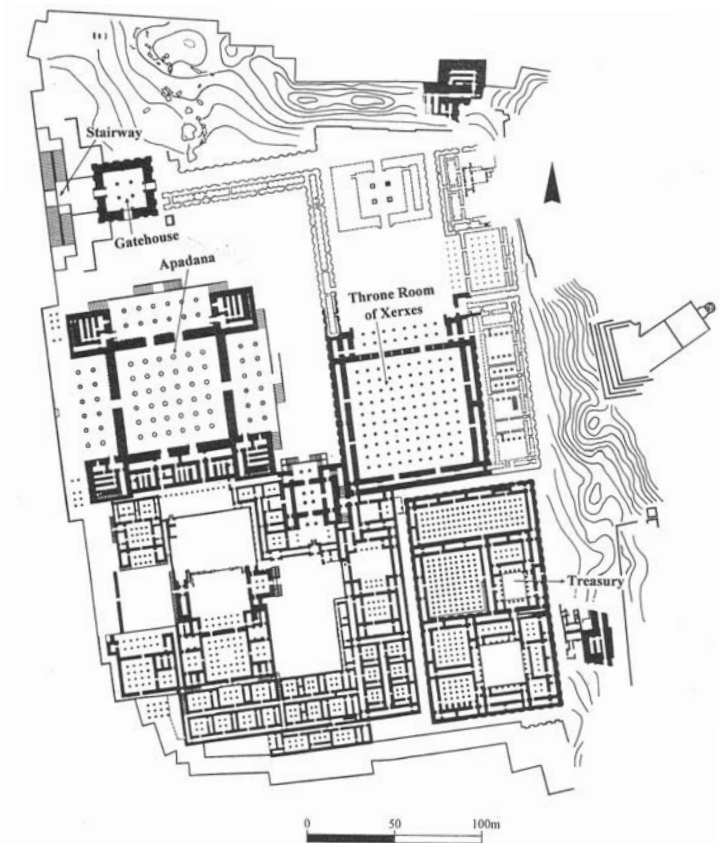 Stairway
Gatehouse
Apadana
Throne Room
of Xerxes
Treasury
0 50 100m